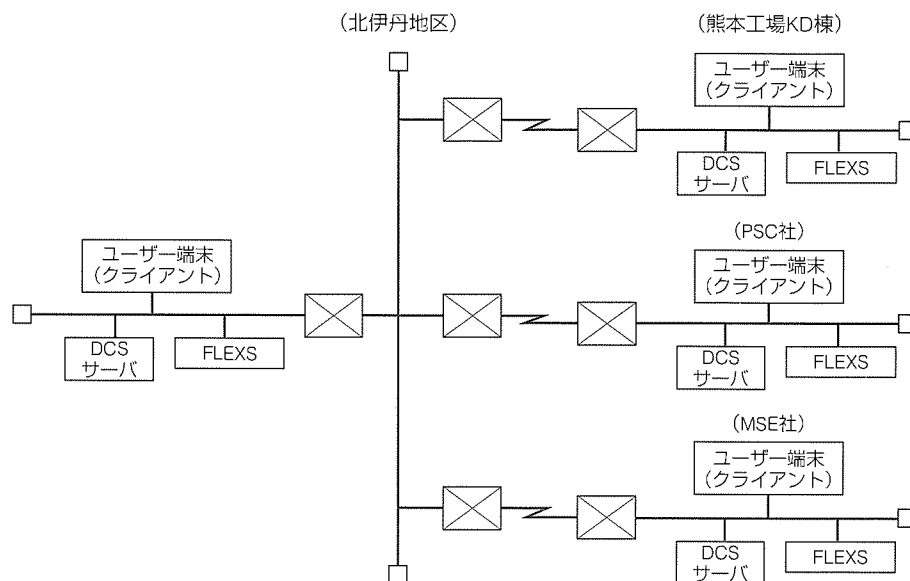 (北伊丹地区)
(熊本工場KD棟)
ユーザー端末
(クライアント)
DCS
サーバ
FLEXS
(PSC社)
ユーザー端末
(クライアント)
DCS
サーバ
FLEXS
ユーザー端末
(クライアント)
DCS
サーバ
FLEXS
(MSE社)
ユーザー端末
(クライアント)
DCS
サーバ
FLEXS